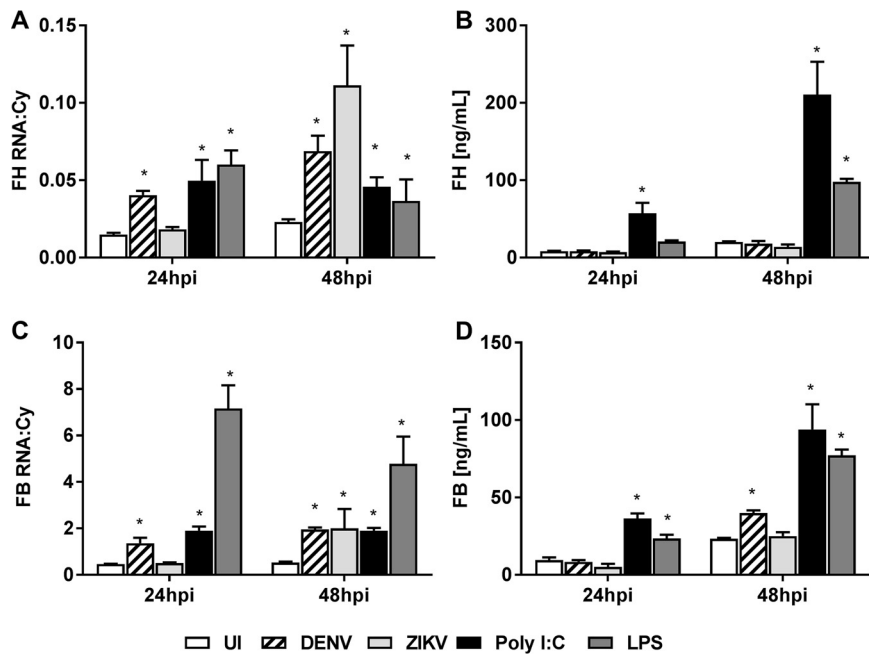 A
FH RNA:Cy
0.15
0.10
0.05
0.00
*
*
*
*
*
*
*
24hpi
48hpi
B
FH [ng/mL]
300
200
100
0
*
*
*
24hpi
48hpi
C
FB RNA:Cy
10
8
6
4
2
0
*
*
*
*
*
*
*
24hpi
48hpi
D
FB [ng/mL]
150
100
50
0
*
*
*
*
*
24hpi
48hpi
UI DENV ZIKV Poly I:C LPS